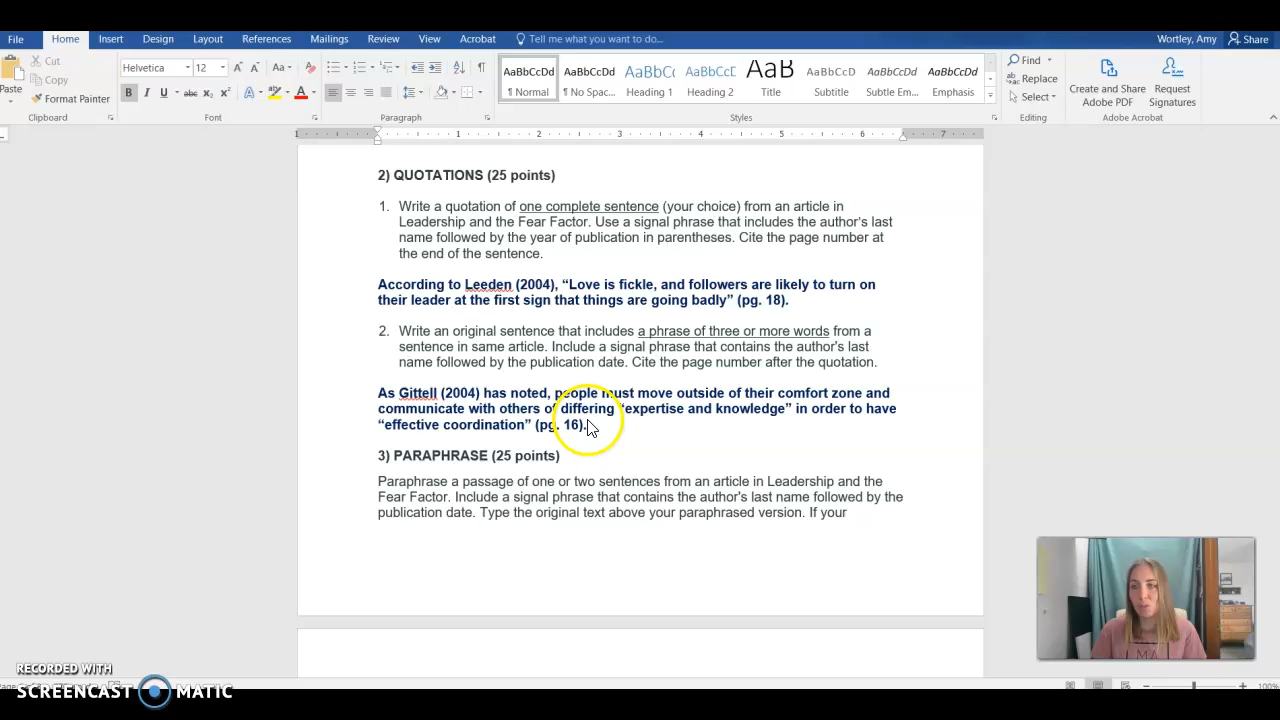 File Home Insert Design Layout References Mailings Review View Acrobat Tell me what you want to do... Wortley, Amy Share
Cut
Copy
Paste
Format Painter
Clipboard
Helvetica 12
Font
Paragraph
AaBbCcDd AaBbCcDd AaBbCc AaBbCcD AaB AaBbCcD AaBbCcDd AaBbCcDd
¶ Normal ¶ No Spac... Heading 1 Heading 2 Title Subtitle Subtle Em... Emphasis
Styles
Find
Replace
Select
Editing
Create and Share Adobe PDF
Request Signatures
Adobe Acrobat
1 1 2 3 4 5 6 7
2) QUOTATIONS (25 points)
1. Write a quotation of one complete sentence (your choice) from an article in
Leadership and the Fear Factor. Use a signal phrase that includes the author's last
name followed by the year of publication in parentheses. Cite the page number at
the end of the sentence.
According to Leeden (2004), “Love is fickle, and followers are likely to turn on
their leader at the first sign that things are going badly” (pg. 18).
2. Write an original sentence that includes a phrase of three or more words from a
sentence in same article. Include a signal phrase that contains the author's last
name followed by the publication date. Cite the page number after the quotation.
As Gittell (2004) has noted, people must move outside of their comfort zone and
communicate with others of differing “expertise and knowledge” in order to have
“effective coordination” (pg. 16).
3) PARAPHRASE (25 points)
Paraphrase a passage of one or two sentences from an article in Leadership and the
Fear Factor. Include a signal phrase that contains the author's last name followed by the
publication date. Type the original text above your paraphrased version. If your
RECORDED WITH
SCREENCAST MATIC
100%